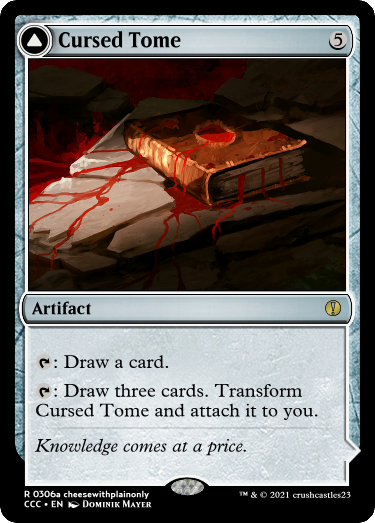 Cursed Tome 5
Artifact
: Draw a card.
: Draw three cards. Transform
Cursed Tome and attach it to you.
Knowledge comes at a price.
R 0306a cheesewithplainonly
CCC • EN Dominik Mayer
™ & © 2021 crushcastles23